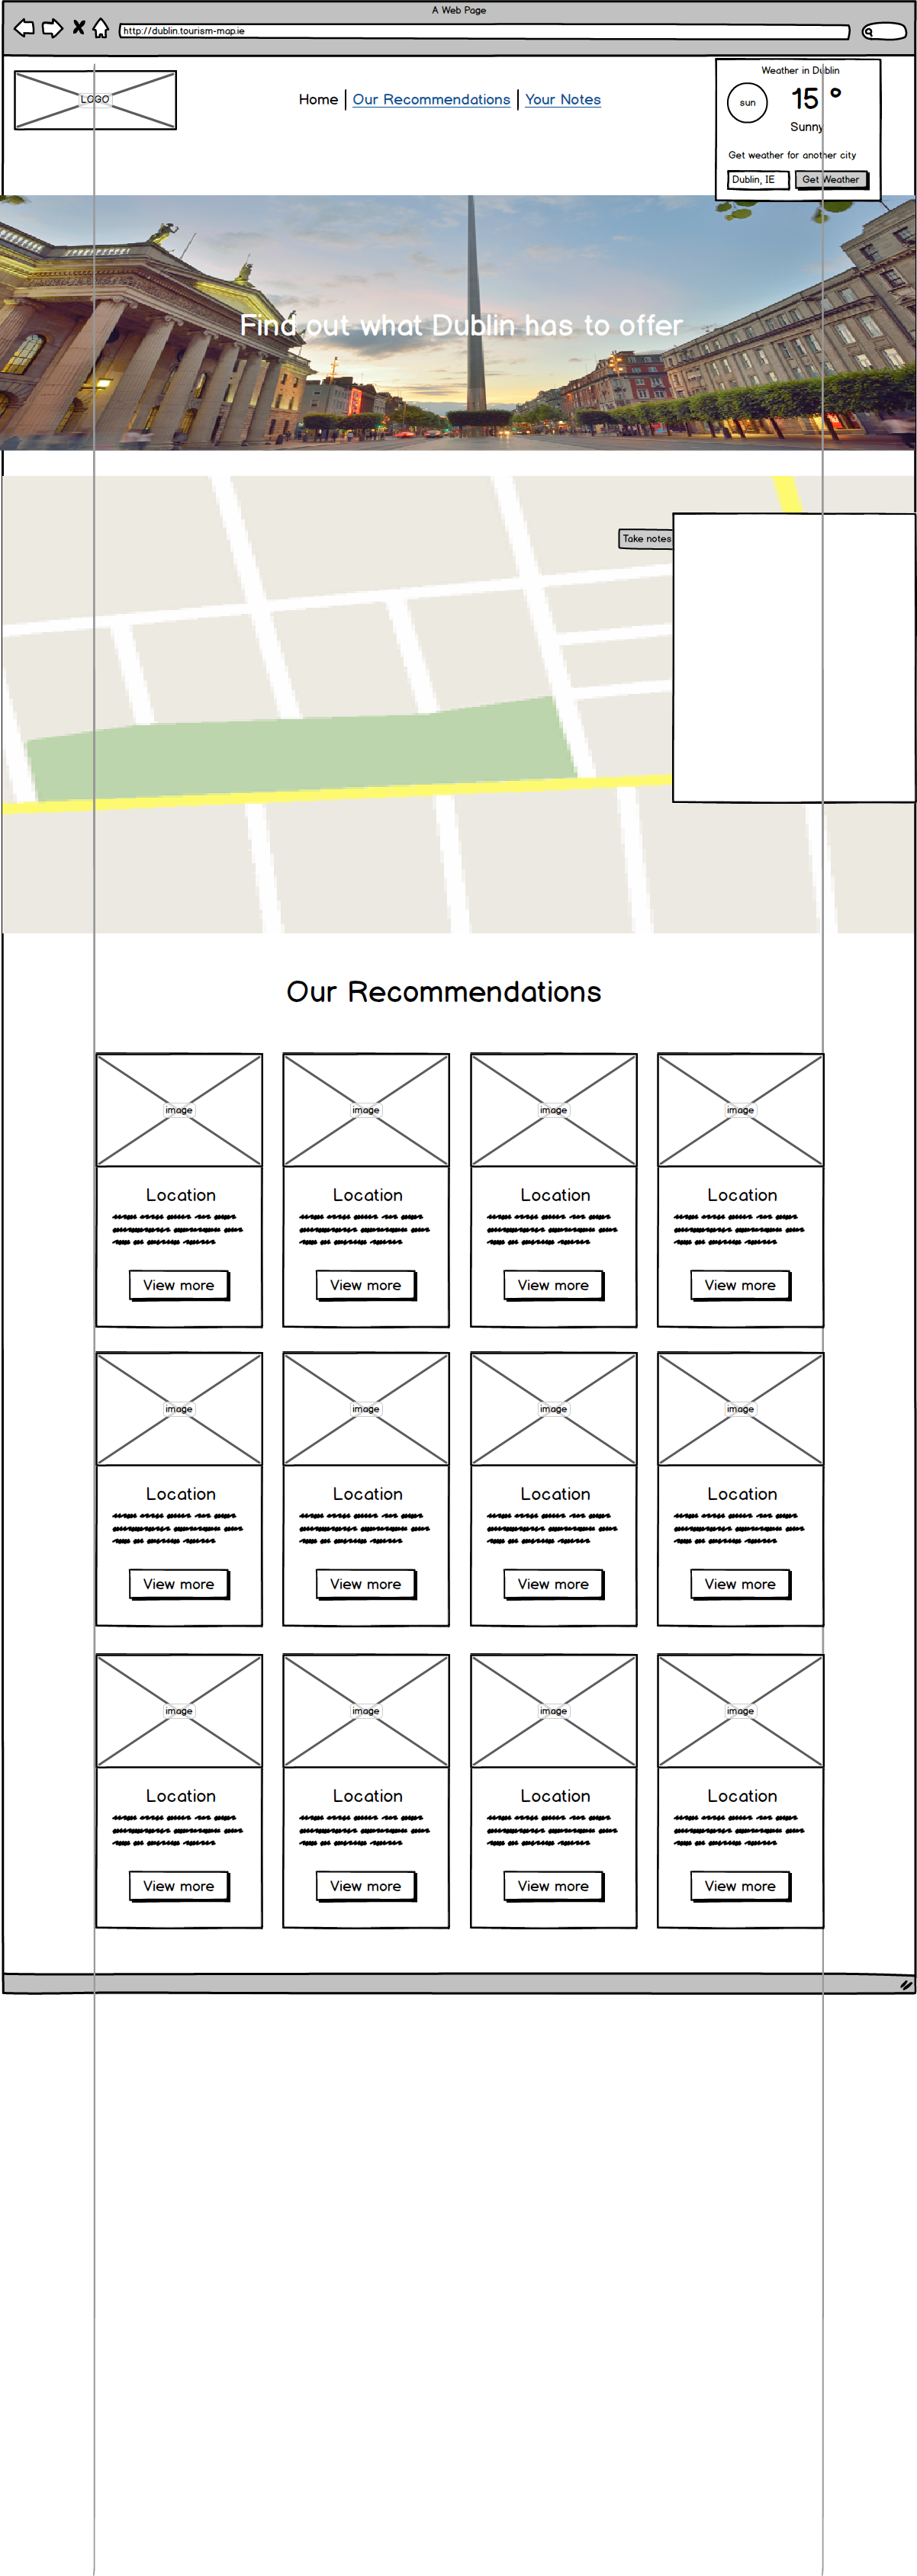 A Web Page
http://dublin.tourism-map.ie
LOGO
Home
Our Recommendations
Your Notes
Weather in Dublin
sun
15 °
Sunny
Get weather for another city
Dublin, IE
Get Weather
Find out what Dublin has to offer
Take notes
Our Recommendations
image
image
image
image
Location
Location
Location
Location
View more
View more
View more
View more
image
image
image
image
Location
Location
Location
Location
View more
View more
View more
View more
image
image
image
image
Location
Location
Location
Location
View more
View more
View more
View more